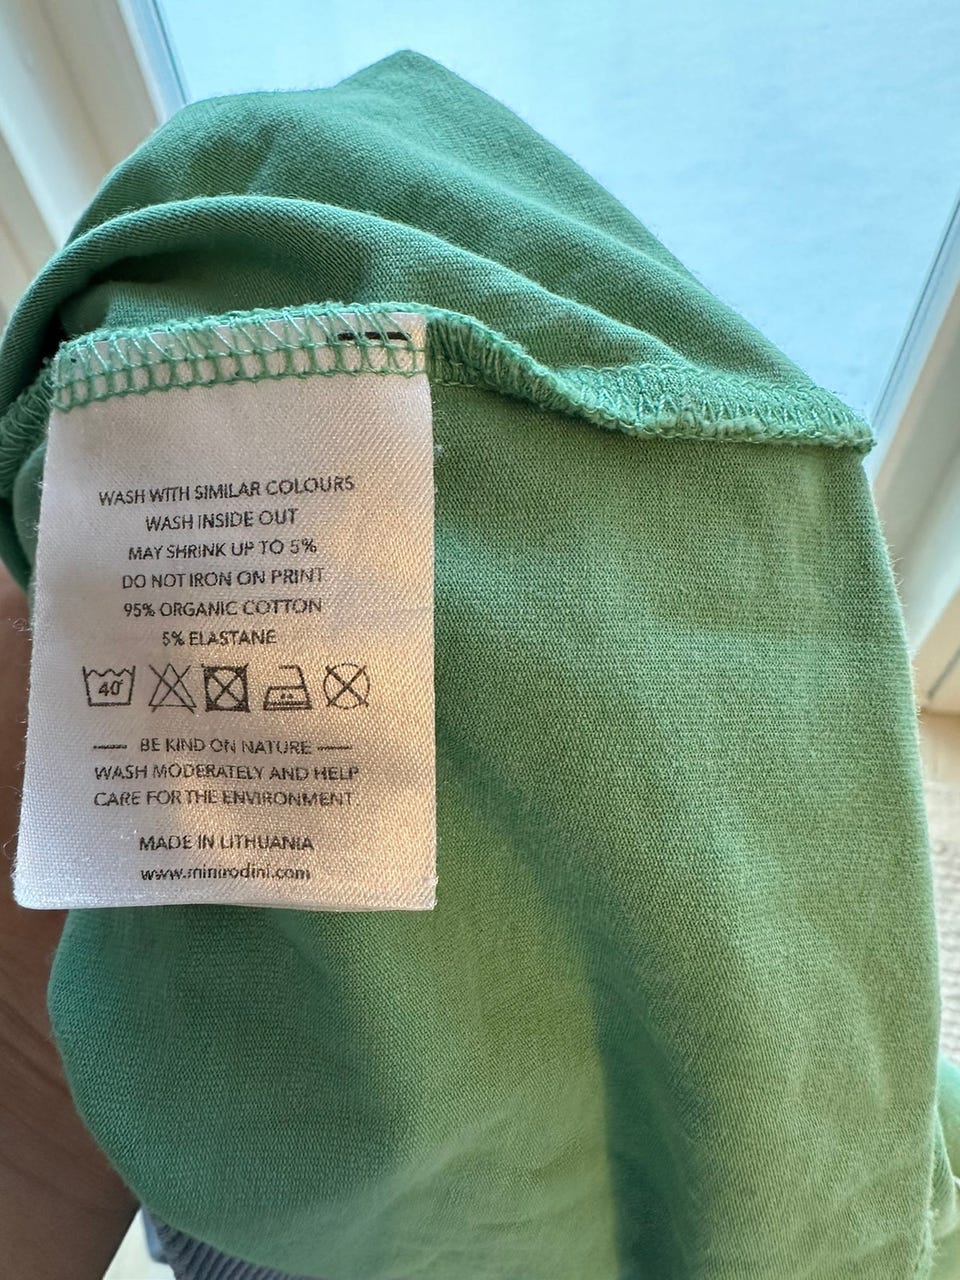 WASH WITH SIMILAR COLOURS
WASH INSIDE OUT
MAY SHRINK UP TO 5%
DO NOT IRON ON PRINT
95% ORGANIC COTTON
5% ELASTANE
40
BE KIND ON NATURE
WASH MODERATELY AND HELP
CARE FOR THE ENVIRONMENT.
MADE IN LITHUANIA
www.minirodini.com